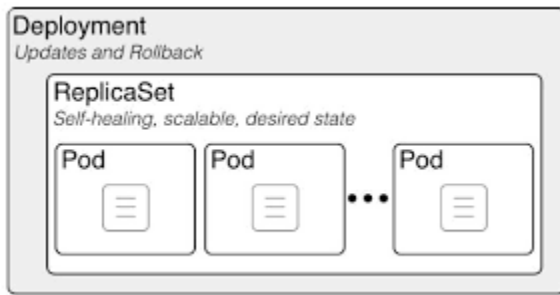 Deployment
Updates and Rollback
ReplicaSet
Self-healing, scalable, desired state
Pod
Pod
Pod